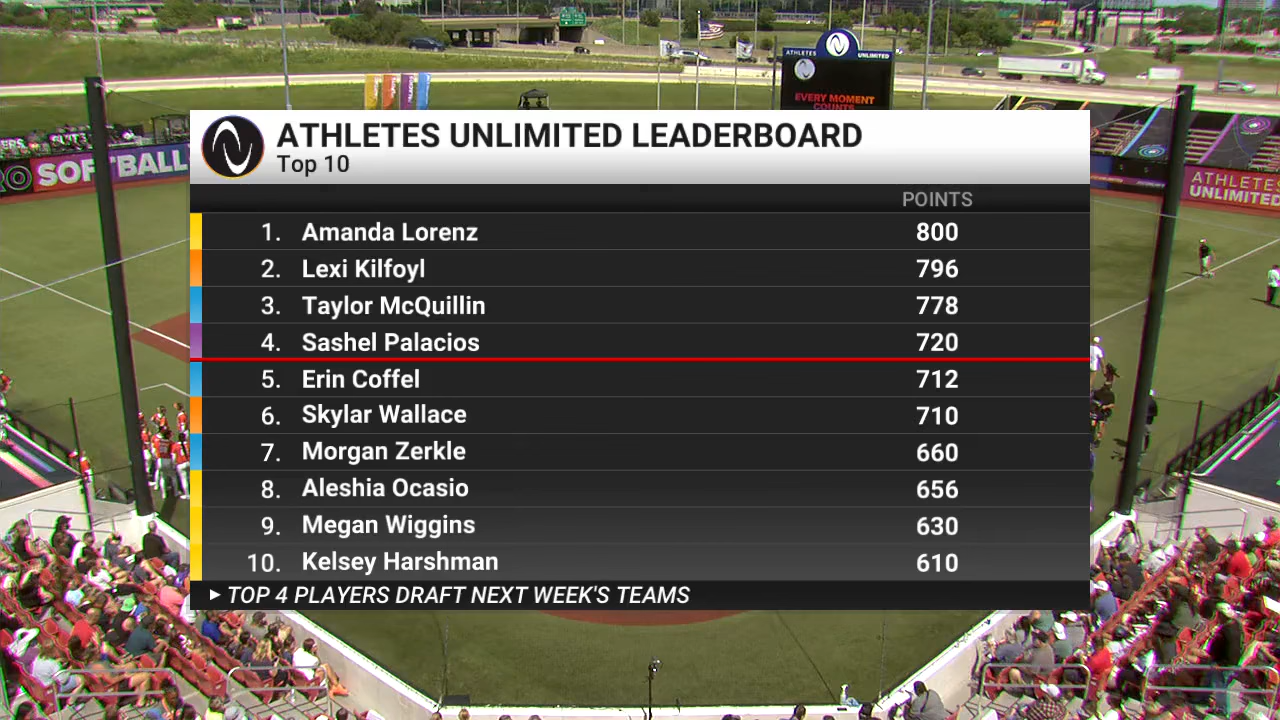 ATHLETES UNLIMITED
EVERY MOMENT
COUNTS
SOFTBALL
ATHLETES
UNLIMITED
ATHLETES UNLIMITED LEADERBOARD
Top 10
POINTS
1. Amanda Lorenz 800
2. Lexi Kilfoyl 796
3. Taylor McQuillin 778
4. Sashel Palacios 720
5. Erin Coffel 712
6. Skylar Wallace 710
7. Morgan Zerkle 660
8. Aleshia Ocasio 656
9. Megan Wiggins 630
10. Kelsey Harshman 610
TOP 4 PLAYERS DRAFT NEXT WEEK'S TEAMS